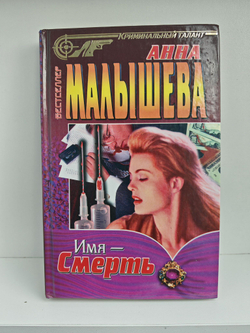 Криминальный талант
БЕСТСЕЛЛЕР
АННА
МАЛЫШЕВА
Имя –
Смерть